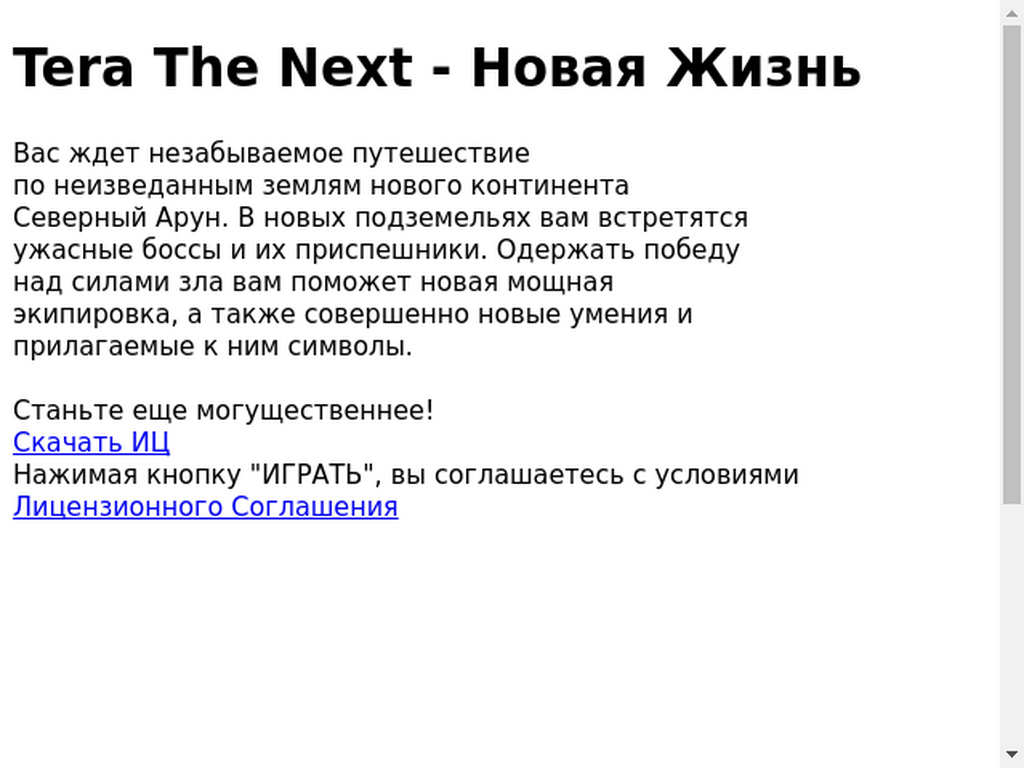 Tera The Next - Новая Жизнь
Вас ждет незабываемое путешествие
по неизведанным землям нового континента
Северный Арун. В новых подземельях вам встретятся
ужасные боссы и их приспешники. Одержать победу
над силами зла вам поможет новая мощная
экипировка, а также совершенно новые умения и
прилагаемые к ним символы.
Станьте еще могущественнее!
Скачать ИЦ
Нажимая кнопку "ИГРАТЬ", вы соглашаетесь с условиями
Лицензионного Соглашения